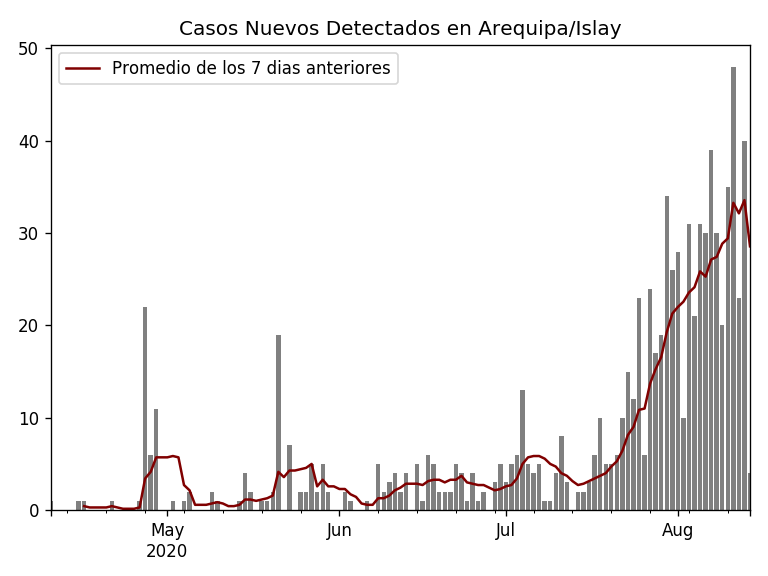 Casos Nuevos Detectados en Arequipa/Islay
Promedio de los 7 dias anteriores
50
40
30
20
10
0
May
2020
Jun
Jul
Aug